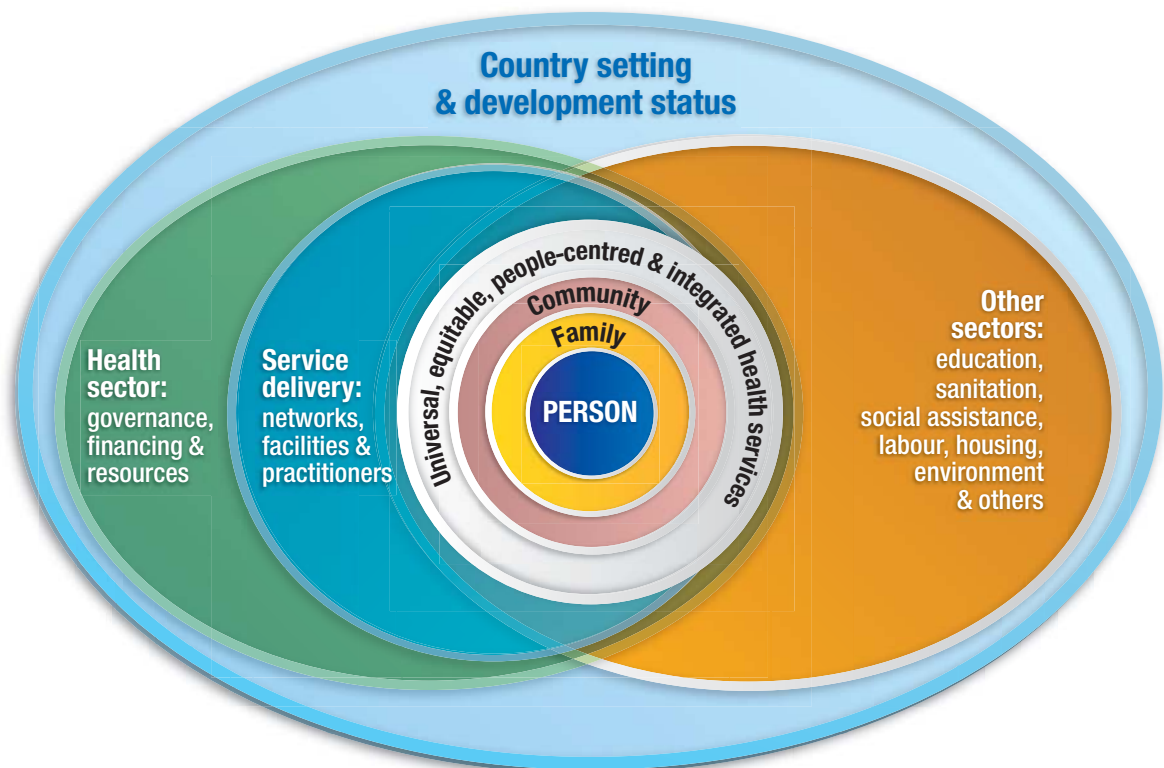 Country setting
& development status
Universal, equitable, people-centred & integrated health services
Community
Family
PERSON
Health
sector:
governance,
financing &
resources
Service
delivery:
networks,
facilities &
practitioners
Other
sectors:
education,
sanitation,
social assistance,
labour, housing,
environment
& others